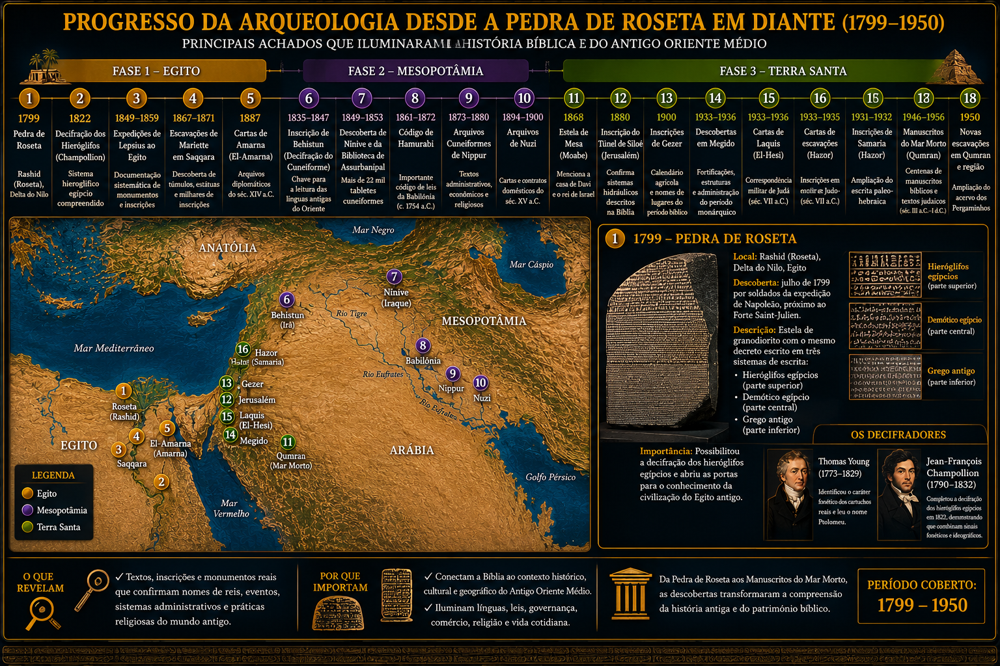 PROGRESSO DA ARQUEOLOGIA DESDE A PEDRA DE ROSETA EM DIANTE (1799–1950)
PRINCIPAIS ACHADOS QUE ILUMINARAM HISTÓRIA BÍBLICA E DO ANTIGO ORIENTE MÉDIO
FASE 1 – EGITO
FASE 2 – MESOPOTÂMIA
FASE 3 – TERRA SANTA
1
1799
Pedra de
Roseta
Rashid
(Roseta),
Delta do Nilo
2
1822
Decifração dos
Hieróglifos
(Champollion)
Sistema
hieroglífico
egípcio
compreendido
3
1849–1859
Expedições de
Lepsius ao
Egito
Documentação
sistemática de
monumentos
e inscrições
4
1867–1871
Escavações de
Mariette
em Saqqara
Descoberta de
túmulos, estátuas
e milhares de
inscrições
5
1887
Cartas de
Amarna
(El-Amarna)
Arquivos
diplomáticos
do séc. XIV a.C.
6
1835–1847
Inscrição de
Behistun
(Decifração do
Cuneiforme)
Chave para
a leitura das
línguas antigas
do Oriente
7
1849–1853
Descoberta de
Nínive e da
Biblioteca de
Assurbanipal
Mais de 22 mil
tabletes
cuneiformes
8
1861–1872
Código de
Hamurabi
Importante
código de leis
da Babilónia
(c. 1754 a.C.)
9
1873–1880
Arquivos
Cuneiformes
de Nippur
Textos
administrativos,
econômicos e
religiosos
10
1894–1900
Arquivos
de Nuzi
Cartas e contratos
domésticos do
séc. XV a.C.
11
1868
Estela de
Mesa
(Moabe)
Menciona a
casa de Davi
e o rei de Israel
12
1880
Inscrição do
Túnel de Siloé
(Jerusalém)
Confirma
sistemas
hidráulicos
descritos
na Bíblia
13
1900
Inscrições
de Gezer
Calendário
agrícola
e nomes de
lugares do
período bíblico
14
1933–1936
Descobertas
em Megido
Fortificações,
estruturas
e administração
do período
monárquico
15
1933–1936
Cartas de
Laquis
(El-Hesi)
Correspondência
militar de Judá
(séc. VII a.C.)
16
1933–1935
Cartas de
escavações
(Hazor)
Inscrições em
Judo-
(séc. VII a.C.)
1931–1932
Inscrições de
Samaria
(Hazor)
Ampliação do
escrita paleo-
hebraica
1946–1956
Manuscritos
do Mar Morto
(Qumran)
Centenas de
manuscritos
bíblicos e
textos judaicos
(séc. III a.C.–I d.C.)
18
1950
Novas
escavações
em Qumran
e região
Ampliação do
acervo dos
Pergaminhos
Mar Negro
ANATÓLIA
Mar Cáspio
7
Nínive
(Iraque)
6
Behistun
(Irã)
Rio Tigre
MESOPOTÂMIA
Mar Mediterrâneo
16
Hazor
(Samaria)
8
Babilónia
Rio Eufrates
9
Nippur
10
Nuzi
Rio Eufrates
13
Gezer
12
Jerusalém
15
Laquis
(El-Hesi)
14
Megido
11
Qumran
(Mar Morto)
1
Roseta
(Rashid)
5
El-Amarna
(Amarna)
4
3
Saqqara
2
EGITO
ARÁBIA
Golfo Pérsico
Mar
Vermelho
LEGENDA
Egito
Mesopotâmia
Terra Santa
1
1799 – PEDRA DE ROSETA
Local: Rashid (Roseta),
Delta do Nilo, Egito
Descoberta: julho de 1799
por soldados da expedição
de Napoleão, próximo ao
Forte Saint-Julien.
Descrição: Estela de
granodiorito com o mesmo
decreto escrito em três
sistemas de escrita:
• Hieróglifos egípcios
(parte superior)
• Demótico egípcio
(parte central)
• Grego antigo
(parte inferior)
Hieróglifos
egípcios
(parte superior)
Demótico egípcio
(parte central)
Grego antigo
(parte inferior)
Importância: Possibilitou
a decifração dos hieróglifos
egípcios e abriu as portas
para o conhecimento da
civilização do Egito antigo.
OS DECIFRADORES
Thomas Young
(1773–1829)
Identificou o caráter
fonético dos cartuchos
reais e leu o nome
Ptolomeu.
Jean-François
Champollion
(1790–1832)
Completou a decifração
dos hieróglifos egípcios
em 1822, demonstrando
que combinam sinais
fonéticos e ideográficos.
O QUE
REVELAM
✓ Textos, inscrições e monumentos reais
que confirmam nomes de reis, eventos,
sistemas administrativos e práticas
religiosas do mundo antigo.
POR QUE
IMPORTAM
✓ Conectam a Bíblia ao contexto histórico,
cultural e geográfico do Antigo Oriente Médio.
✓ Iluminam línguas, leis, governança,
comércio, religião e vida cotidiana.
Da Pedra de Roseta aos Manuscritos do Mar Morto,
as descobertas transformaram a compreensão
da história antiga e do património bíblico.
PERÍODO COBERTO:
1799 – 1950